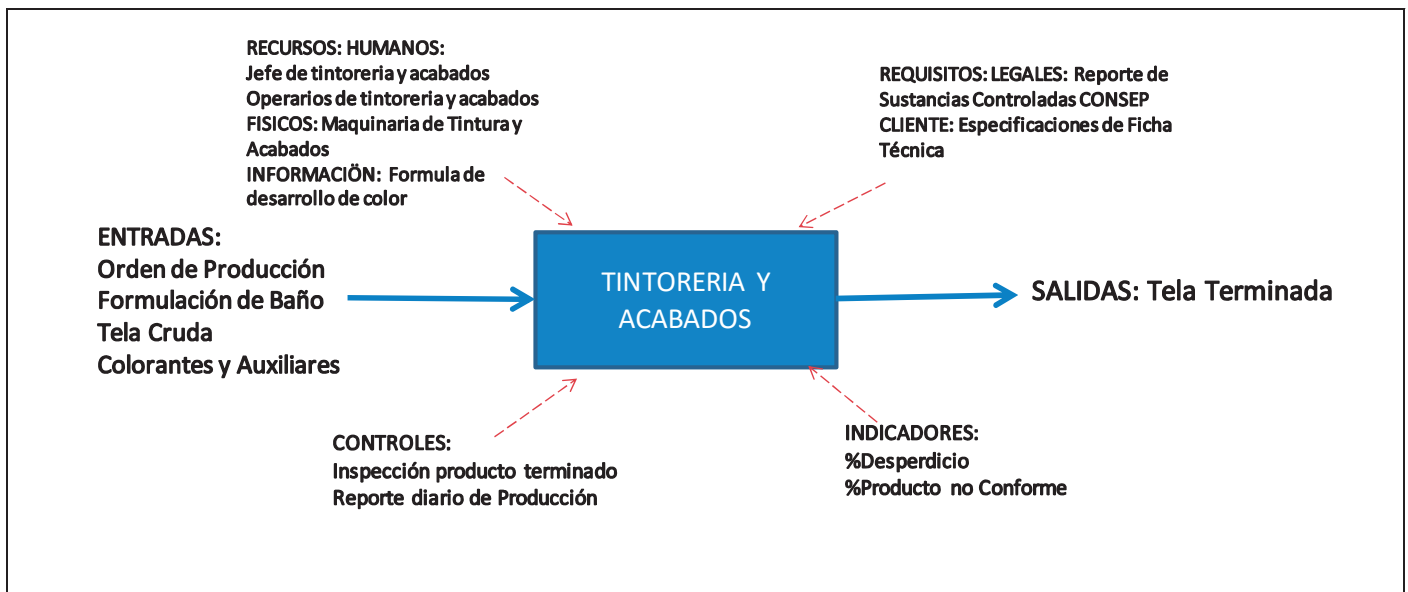 RECURSOS: HUMANOS:
Jefe de tintoreria y acabados
Operarios de tintoreria y acabados
FISICOS: Maquinaria de Tintura y
Acabados
INFORMACIÖN: Formula de
desarrollo de color
REQUISITOS: LEGALES: Reporte de
Sustancias Controladas CONSEP
CLIENTE: Especificaciones de Ficha
Técnica
ENTRADAS:
Orden de Producción
Formulación de Baño
Tela Cruda
Colorantes y Auxiliares
TINTORERIA Y
ACABADOS
SALIDAS: Tela Terminada
CONTROLES:
Inspección producto terminado
Reporte diario de Producción
INDICADORES:
%Desperdicio
%Producto no Conforme